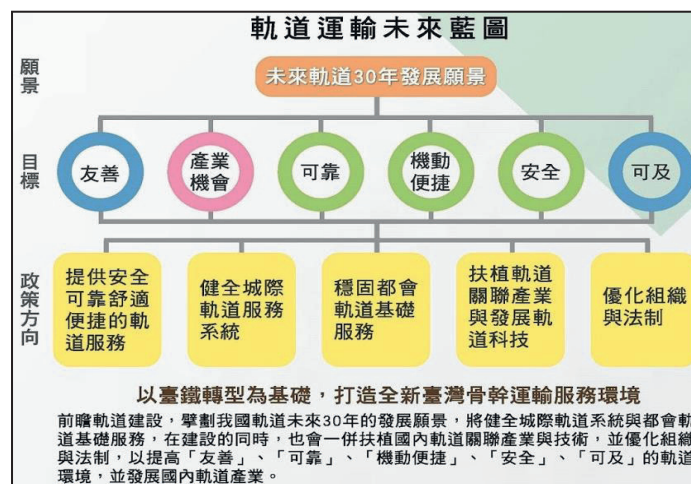 軌道運輸未來藍圖
願景
未來軌道30年發展願景
目標
友善
產業
機會
可靠
機動
便捷
安全
可及
政策方向
提供安全
可靠舒適
便捷的軌
道服務
健全城際
軌道服務
系統
穩固都會
軌道基礎
服務
扶植軌道
關聯產業
與發展軌
道科技
優化組織
與法制
以臺鐵轉型為基礎，打造全新臺灣骨幹運輸服務環境
前瞻軌道建設，擘劃我國軌道未來30年的發展願景，將健全城際軌道系統與都會軌
道基礎服務，在建設的同時，也會一併扶植國內軌道關聯產業與技術，並優化組織
與法制，以提高「友善」、「可靠」、「機動便捷」、「安全」、「可及」的軌道
環境，並發展國內軌道產業。